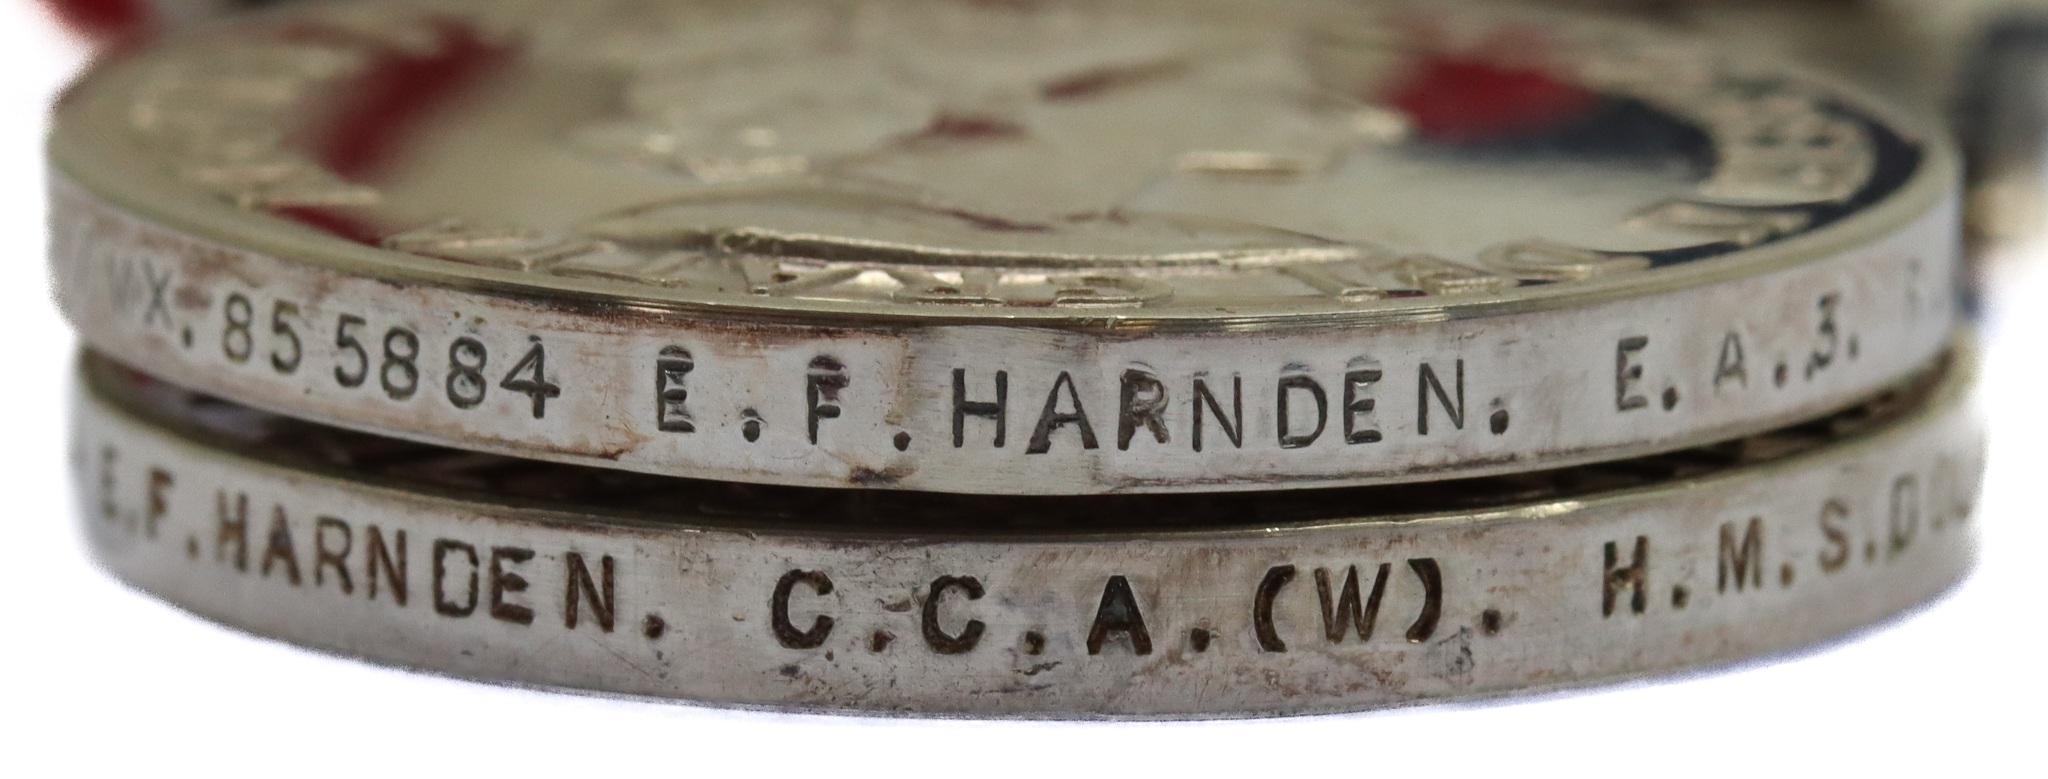 /MX.855884 E.F.HARNDEN. E.A.3.
E.F.HARNDEN. C.C.A.(W). H.M.S.